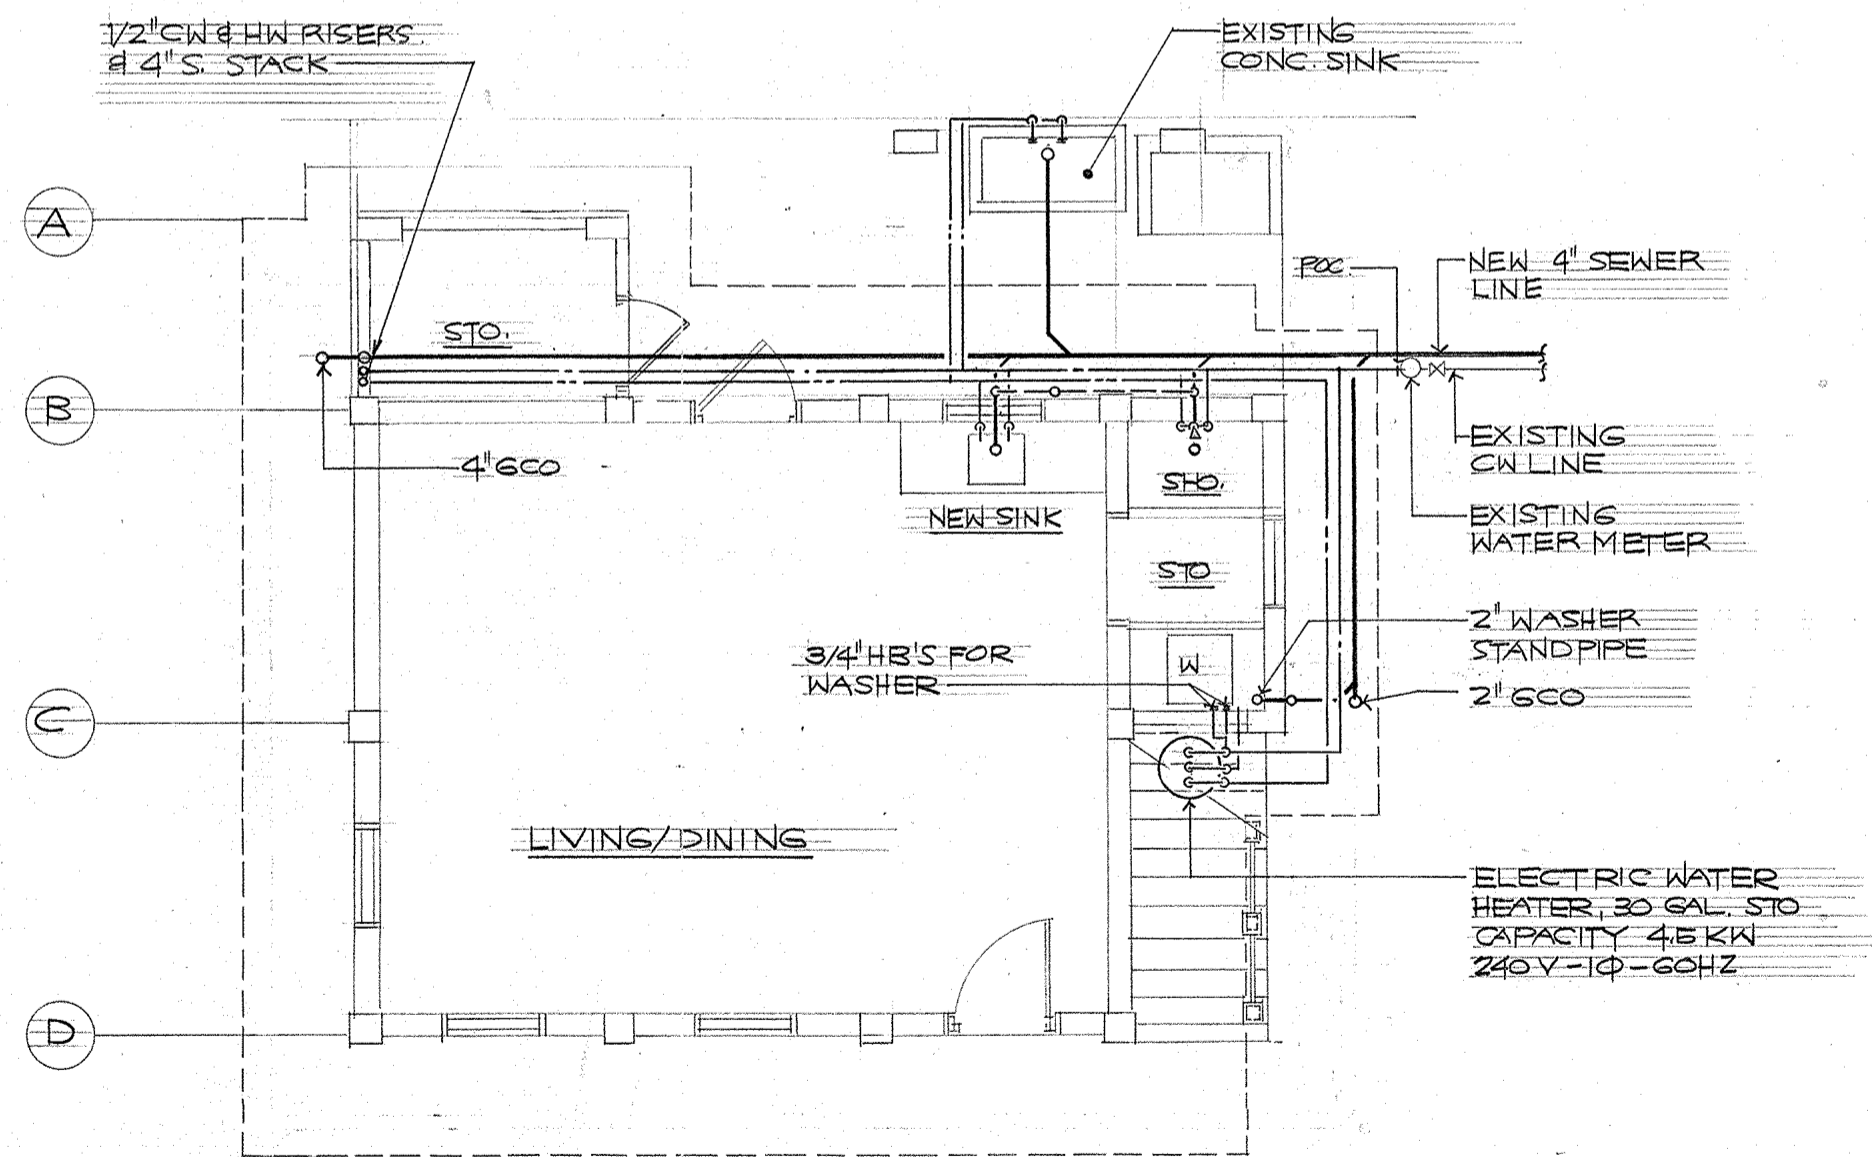 1/2" CW & HW RISERS
& 4" S. STACK
EXISTING
CONC. SINK
A
POC
NEW 4" SEWER
LINE
STO.
B
4" GCO
EXISTING
CW LINE
SHO.
NEW SINK
EXISTING
WATER METER
STO
2" WASHER
STANDPIPE
3/4" HB'S FOR
WASHER
W
2" GCO
C
LIVING/DINING
ELECTRIC WATER
HEATER, 30 GAL. STO
CAPACITY 4.5 KW
240 V - 1Φ - 60HZ
D